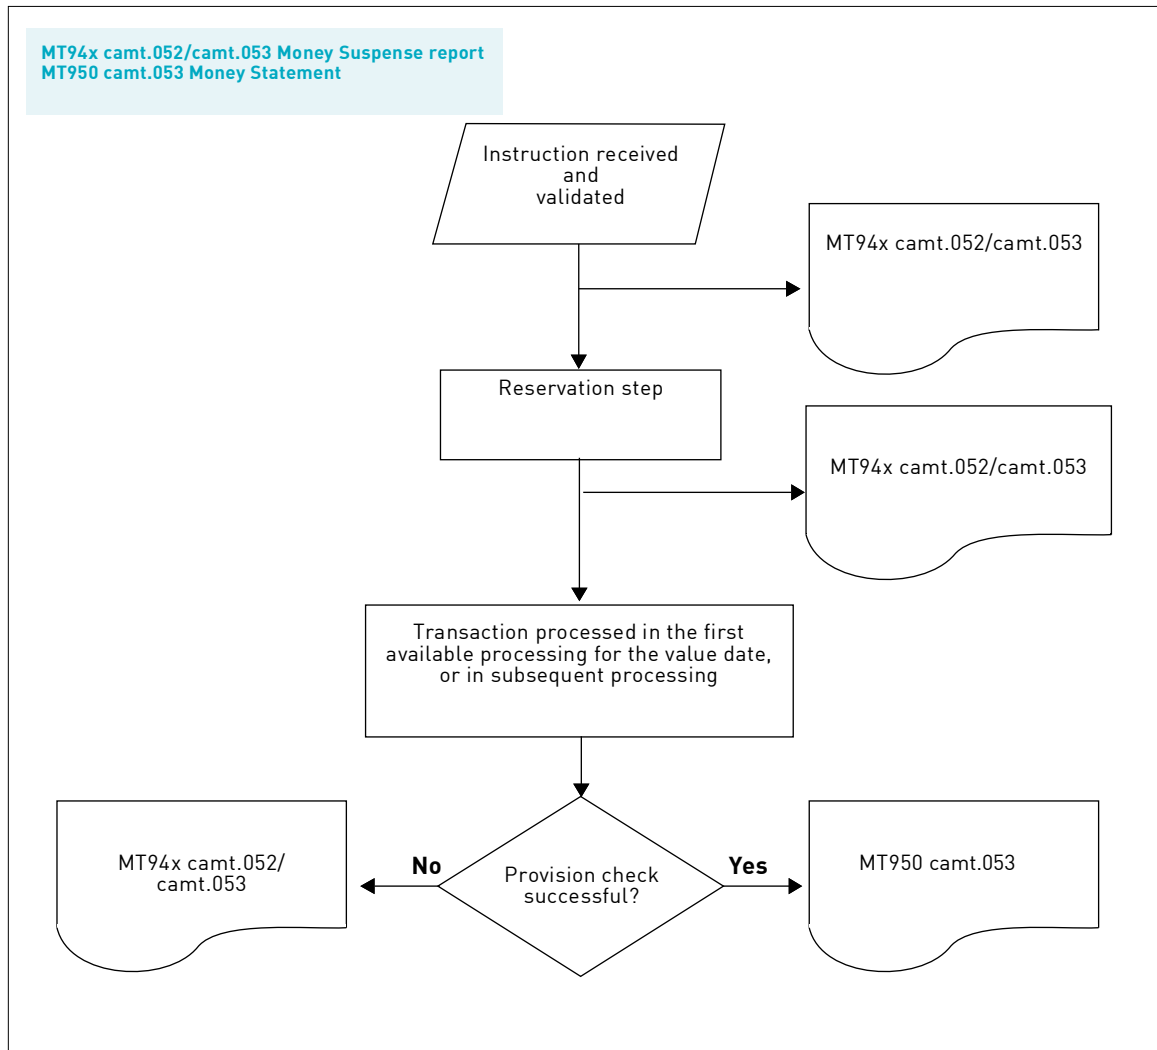 MT94x camt.052/camt.053 Money Suspense report
MT950 camt.053 Money Statement
Instruction received
and
validated
MT94x camt.052/camt.053
Reservation step
MT94x camt.052/camt.053
Transaction processed in the first
available processing for the value date,
or in subsequent processing
MT94x camt.052/
camt.053
No
Provision check
successful?
Yes
MT950 camt.053